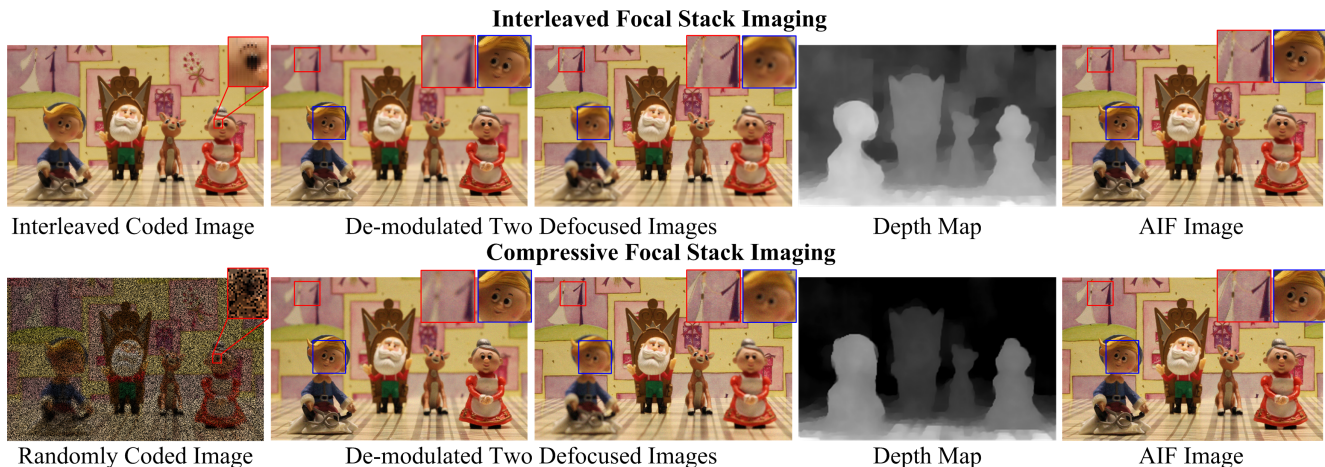 Interleaved Focal Stack Imaging
Interleaved Coded Image De-modulated Two Defocused Images Depth Map AIF Image
Compressive Focal Stack Imaging
Randomly Coded Image De-modulated Two Defocused Images Depth Map AIF Image